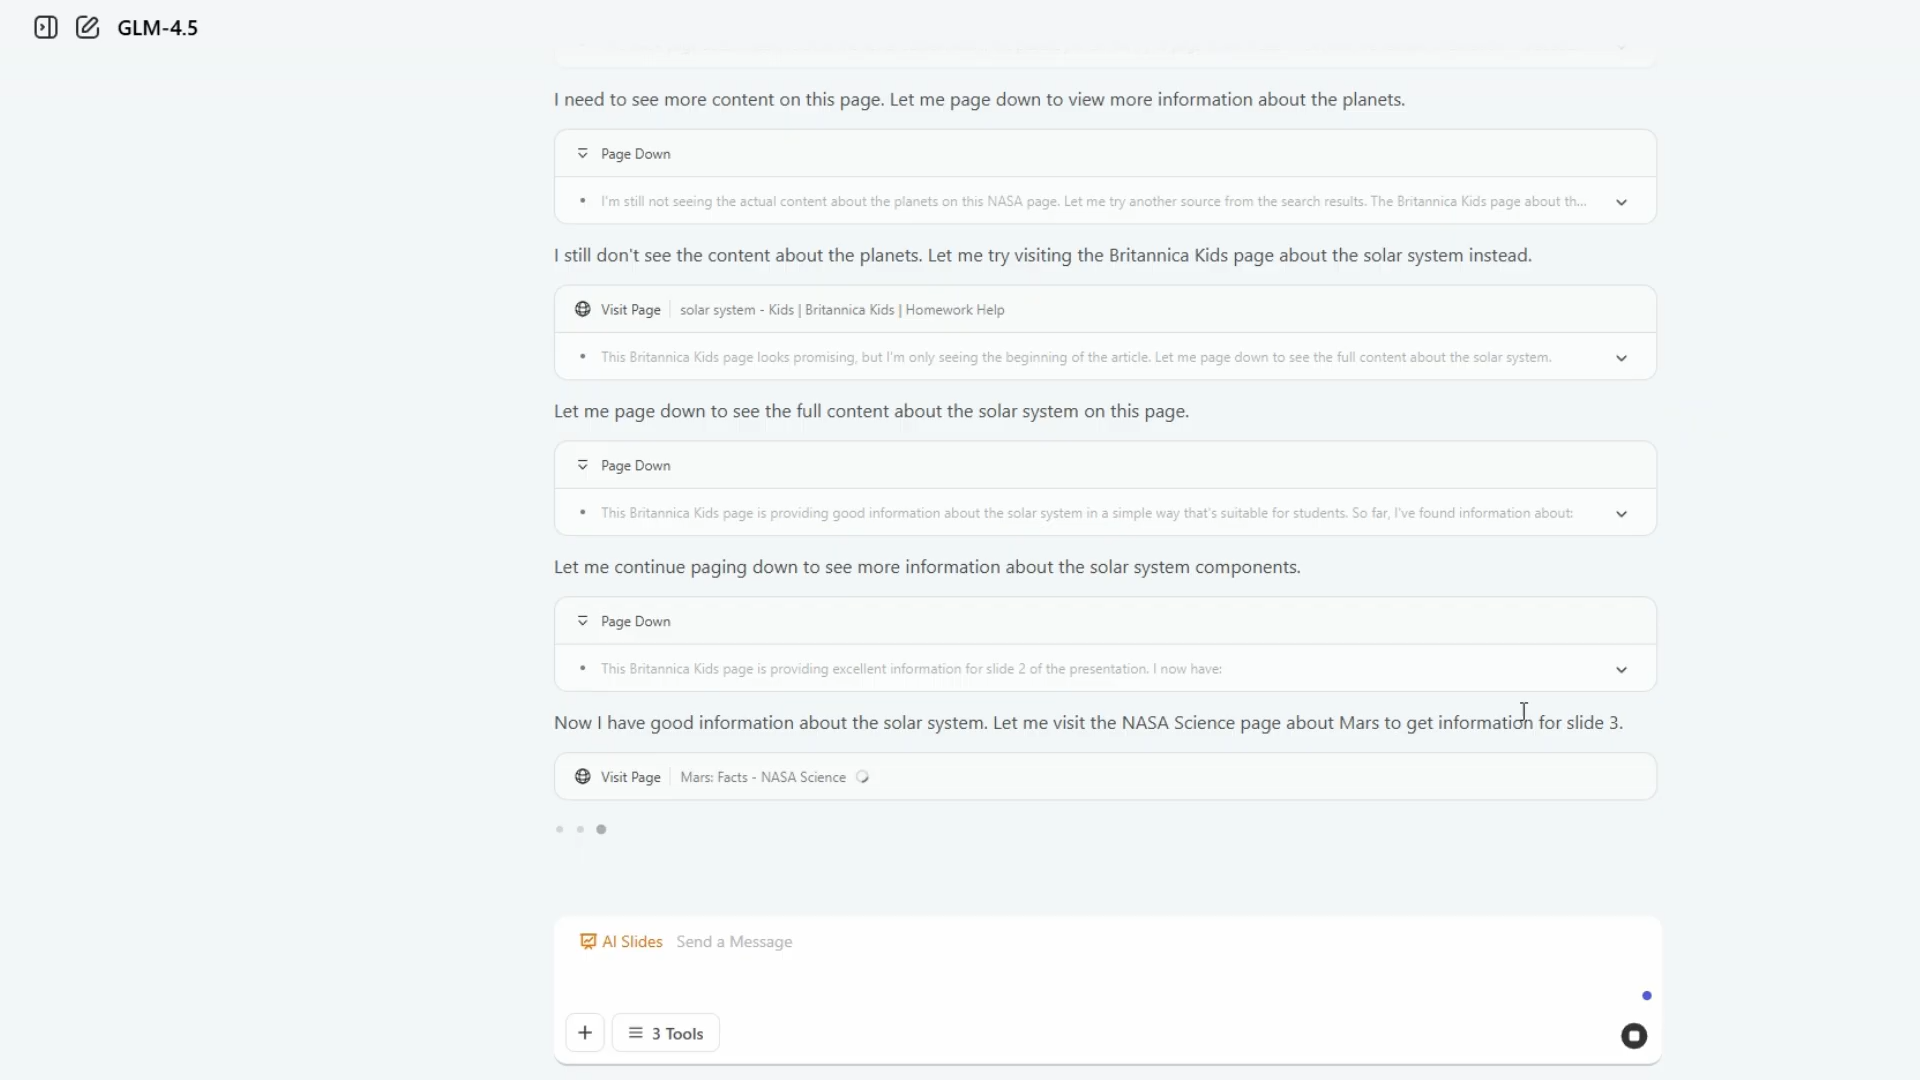 GLM-4.5
I need to see more content on this page. Let me page down to view more information about the planets.
Page Down
I'm still not seeing the actual content about the planets on this NASA page. Let me try another source from the search results. The Britannica Kids page about th...
I still don't see the content about the planets. Let me try visiting the Britannica Kids page about the solar system instead.
Visit Page | solar system - Kids | Britannica Kids | Homework Help
This Britannica Kids page looks promising, but I'm only seeing the beginning of the article. Let me page down to see the full content about the solar system.
Let me page down to see the full content about the solar system on this page.
Page Down
This Britannica Kids page is providing good information about the solar system in a simple way that's suitable for students. So far, I've found information about:
Let me continue paging down to see more information about the solar system components.
Page Down
This Britannica Kids page is providing excellent information for slide 2 of the presentation. I now have:
Now I have good information about the solar system. Let me visit the NASA Science page about Mars to get information for slide 3.
Visit Page | Mars: Facts - NASA Science
AI Slides Send a Message
3 Tools